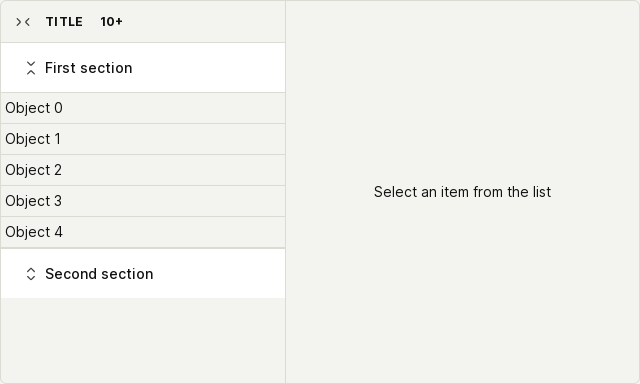 TITLE 10+
First section
Object 0
Object 1
Object 2
Object 3
Object 4
Second section
Select an item from the list